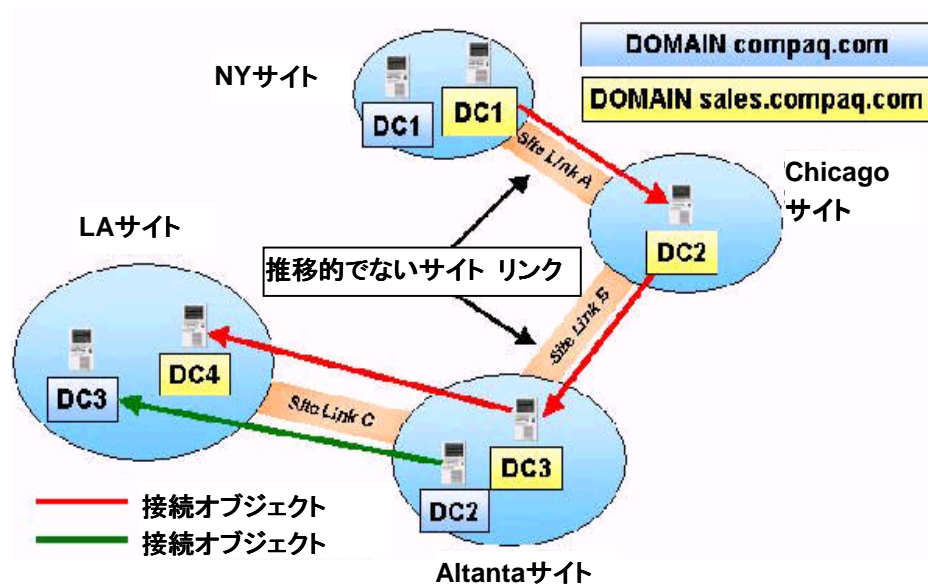 NYサイト
DOMAIN compaq.com
DOMAIN sales.compaq.com
DC1
DC1
Site Link A
Chicago
サイト
DC2
LAサイト
推移的でないサイト リンク
Site Link B
DC4
DC3
Site Link C
DC3
DC2
接続オブジェクト
接続オブジェクト
Altantaサイト